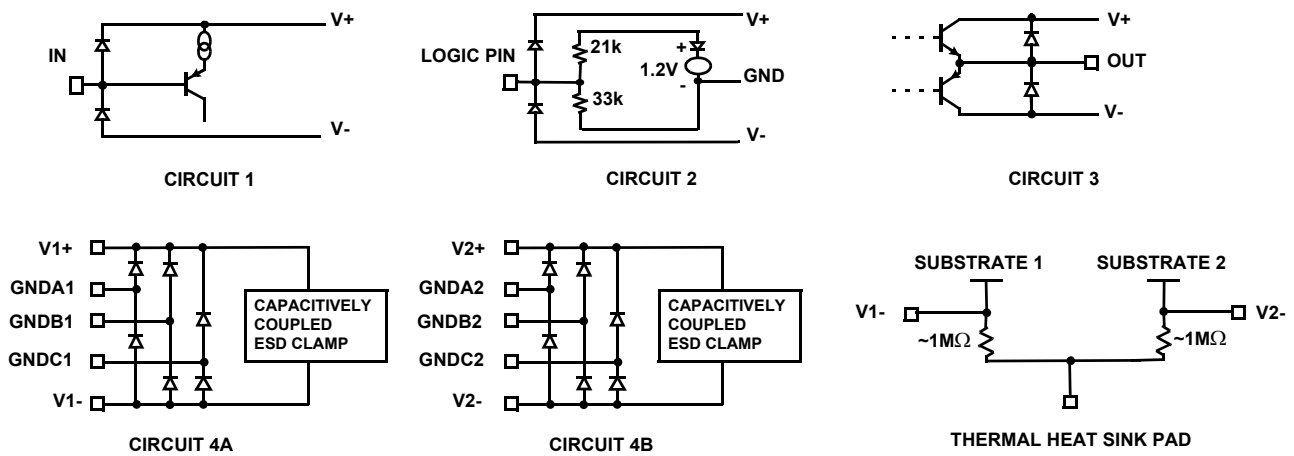 V+
IN
V-
CIRCUIT 1
V+
LOGIC PIN
21k
+
1.2V
GND
-
33k
V-
CIRCUIT 2
V+
OUT
V-
CIRCUIT 3
V1+
GNDA1
GNDB1
GNDC1
V1-
CAPACITIVELY
COUPLED
ESD CLAMP
CIRCUIT 4A
V2+
GNDA2
GNDB2
GNDC2
V2-
CAPACITIVELY
COUPLED
ESD CLAMP
CIRCUIT 4B
SUBSTRATE 1
SUBSTRATE 2
V1-
V2-
~1MΩ
~1MΩ
THERMAL HEAT SINK PAD